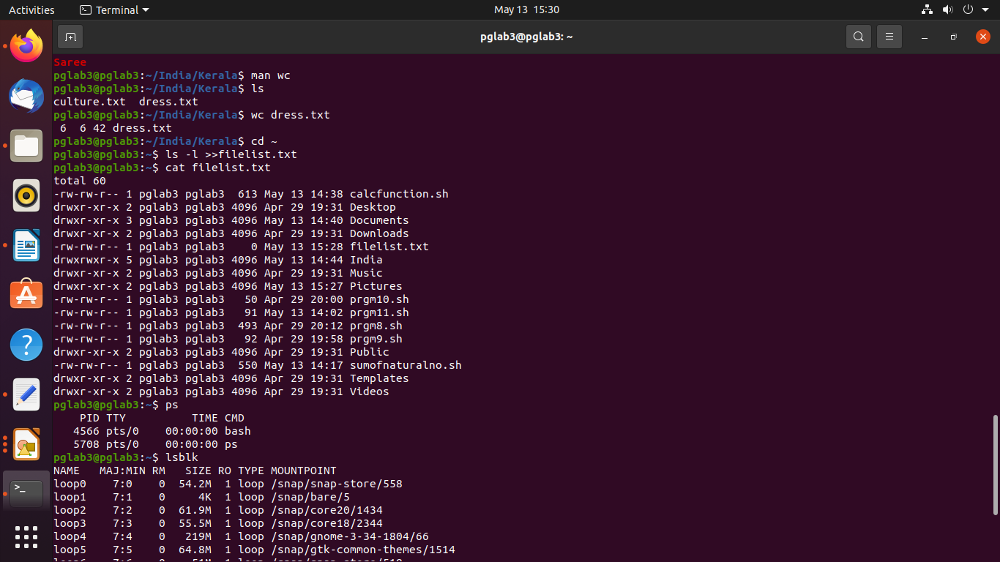 Activities Terminal May 13 15:30
pglab3@pglab3: ~
Saree
pglab3@pglab3:~/India/Kerala$ man wc
pglab3@pglab3:~/India/Kerala$ ls
culture.txt  dress.txt
pglab3@pglab3:~/India/Kerala$ wc dress.txt
 6  6 42 dress.txt
pglab3@pglab3:~/India/Kerala$ cd ~
pglab3@pglab3:~$ ls -l >>filelist.txt
pglab3@pglab3:~$ cat filelist.txt
total 60
-rw-rw-r-- 1 pglab3 pglab3  613 May 13 14:38 calcfunction.sh
drwxr-xr-x 2 pglab3 pglab3 4096 Apr 29 19:31 Desktop
drwxr-xr-x 3 pglab3 pglab3 4096 May 13 14:40 Documents
drwxr-xr-x 2 pglab3 pglab3 4096 Apr 29 19:31 Downloads
-rw-rw-r-- 1 pglab3 pglab3    0 May 13 15:28 filelist.txt
drwxrwxr-x 5 pglab3 pglab3 4096 May 13 14:44 India
drwxr-xr-x 2 pglab3 pglab3 4096 Apr 29 19:31 Music
drwxr-xr-x 2 pglab3 pglab3 4096 May 13 15:27 Pictures
-rw-rw-r-- 1 pglab3 pglab3   50 Apr 29 20:00 prgm10.sh
-rw-rw-r-- 1 pglab3 pglab3   91 May 13 14:02 prgm11.sh
-rw-rw-r-- 1 pglab3 pglab3  493 Apr 29 20:12 prgm8.sh
-rw-rw-r-- 1 pglab3 pglab3   92 Apr 29 19:58 prgm9.sh
drwxr-xr-x 2 pglab3 pglab3 4096 Apr 29 19:31 Public
-rw-rw-r-- 1 pglab3 pglab3  550 May 13 14:17 sumofnaturalno.sh
drwxr-xr-x 2 pglab3 pglab3 4096 Apr 29 19:31 Templates
drwxr-xr-x 2 pglab3 pglab3 4096 Apr 29 19:31 Videos
pglab3@pglab3:~$ ps
    PID TTY          TIME CMD
   4566 pts/0    00:00:00 bash
   5708 pts/0    00:00:00 ps
pglab3@pglab3:~$ lsblk
NAME   MAJ:MIN RM   SIZE RO TYPE MOUNTPOINT
loop0    7:0    0  54.2M  1 loop /snap/snap-store/558
loop1    7:1    0     4K  1 loop /snap/bare/5
loop2    7:2    0  61.9M  1 loop /snap/core20/1434
loop3    7:3    0  55.5M  1 loop /snap/core18/2344
loop4    7:4    0   219M  1 loop /snap/gnome-3-34-1804/66
loop5    7:5    0  64.8M  1 loop /snap/gtk-common-themes/1514